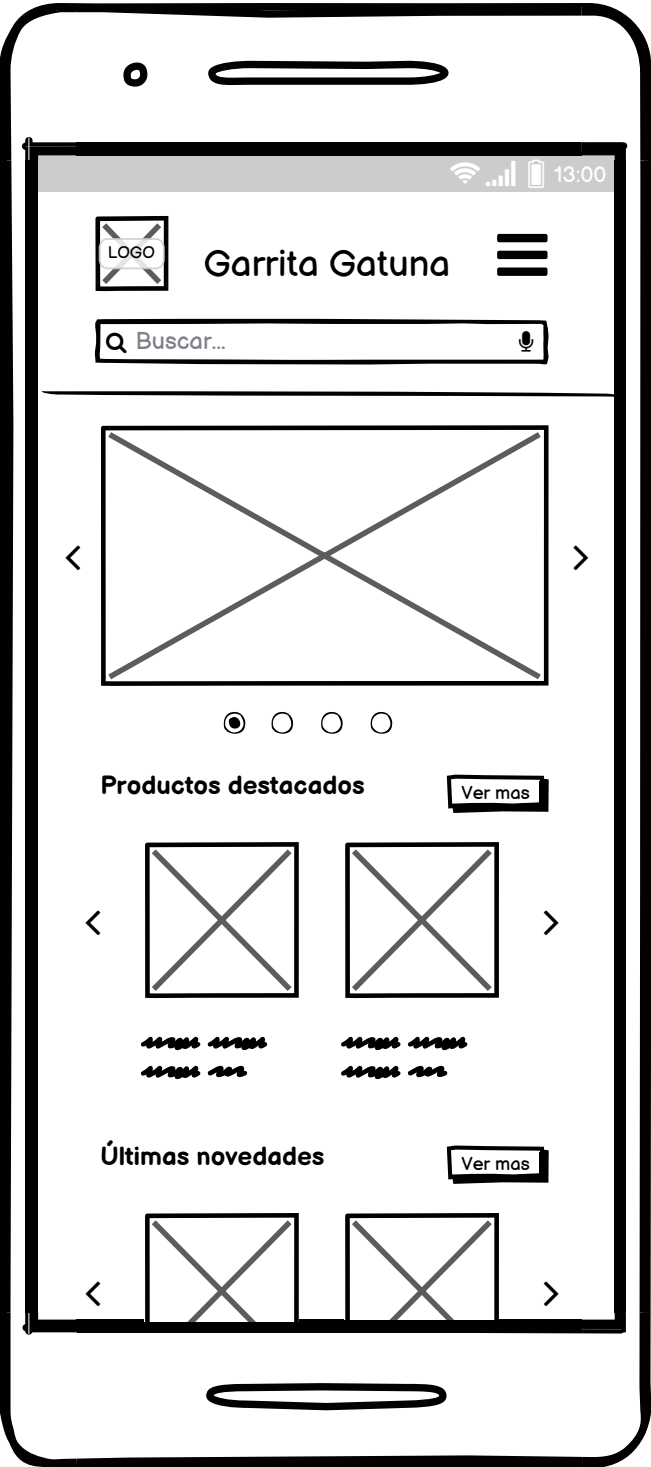 13:00
LOGO
Garrita Gatuna
Buscar...
Productos destacados
Ver mas
Últimas novedades
Ver mas